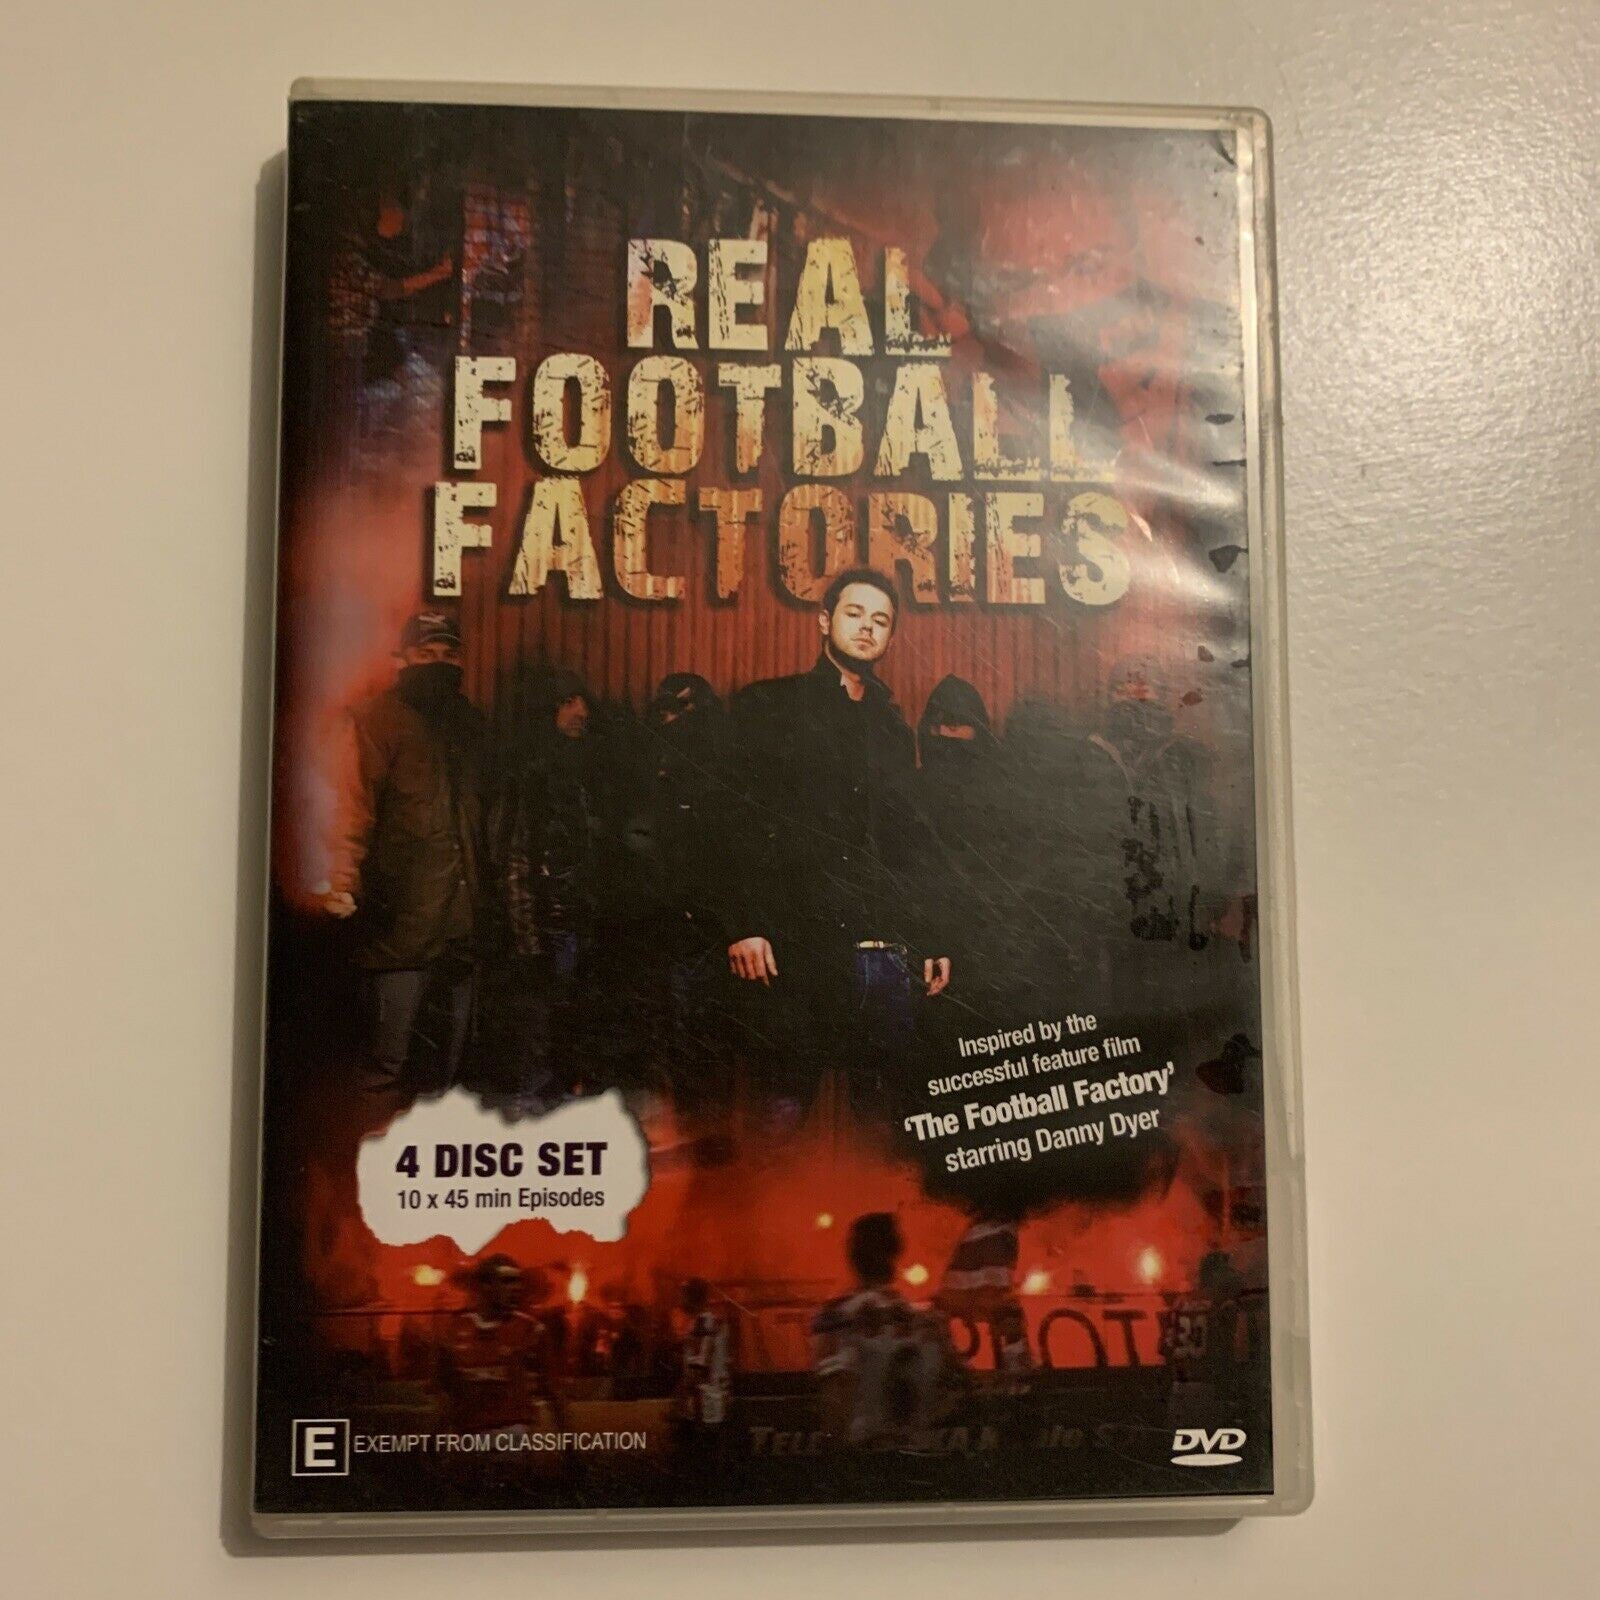 REAL
FOOTBALL
FACTORIES
Inspired by the
successful feature film
‘The Football Factory’
starring Danny Dyer
4 DISC SET
10 x 45 min Episodes
E EXEMPT FROM CLASSIFICATION
DVD